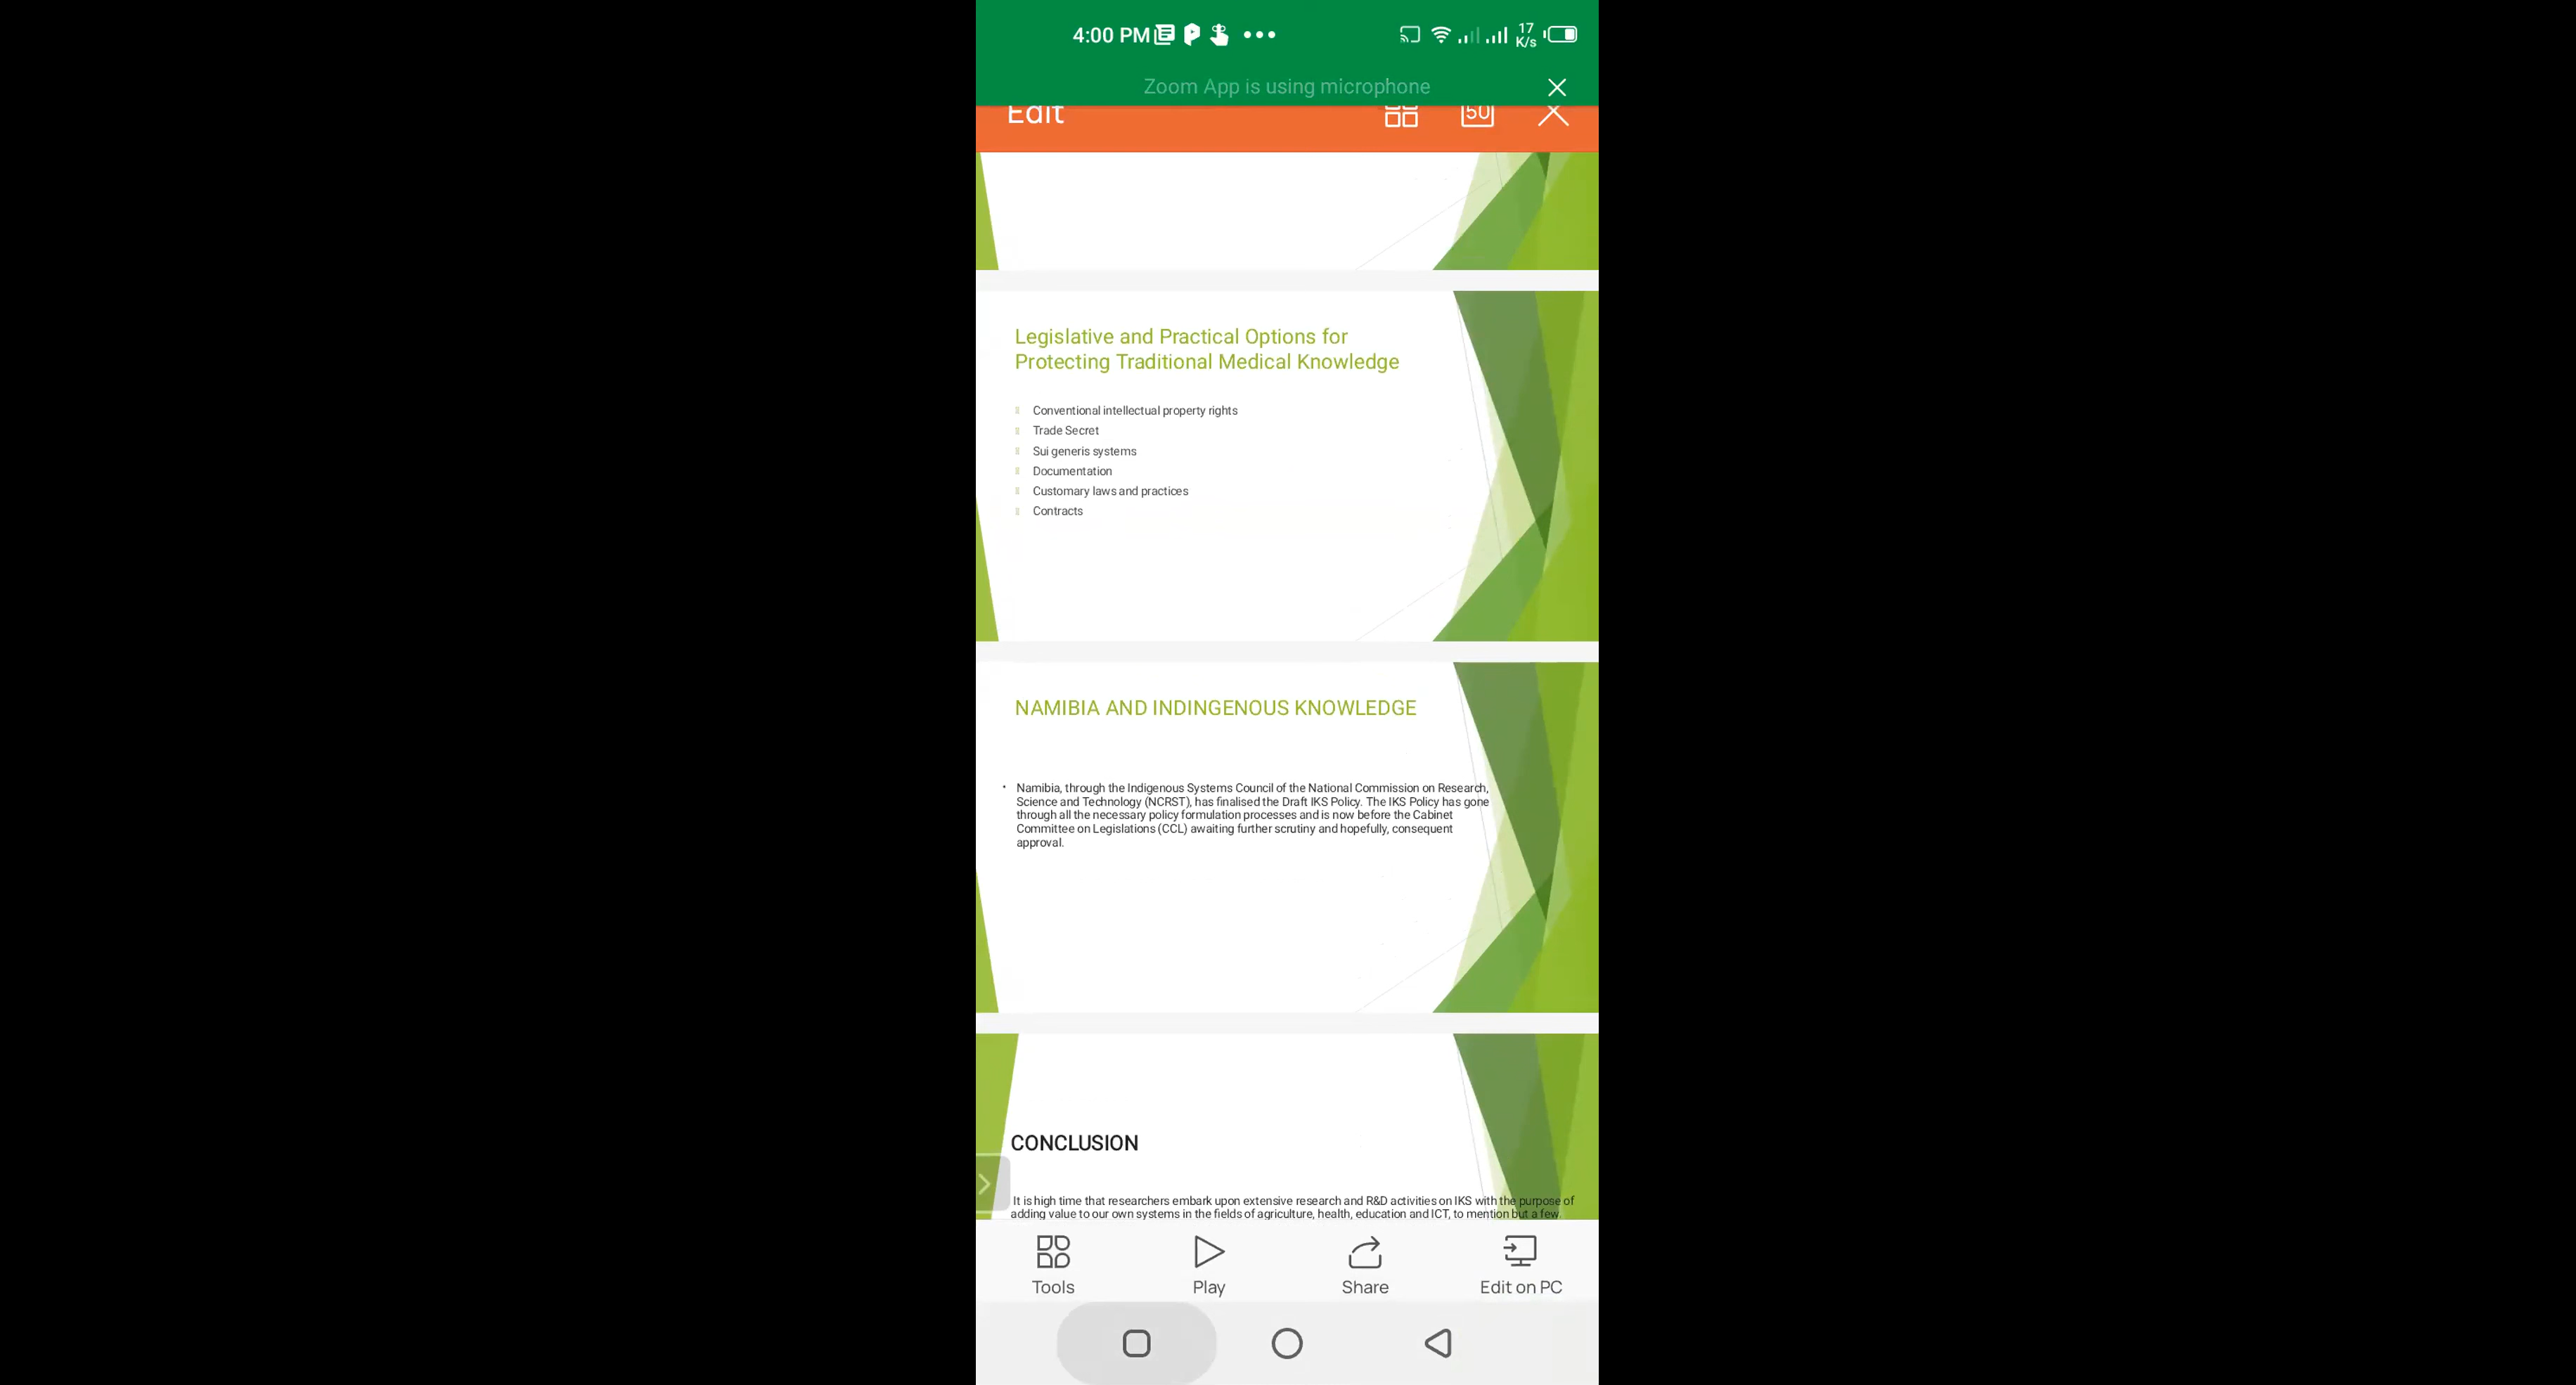 4:00 PM
17
K/s
Zoom App is using microphone
Edit
50
Legislative and Practical Options for
Protecting Traditional Medical Knowledge
Conventional intellectual property rights
Trade Secret
Sui generis systems
Documentation
Customary laws and practices
Contracts
NAMIBIA AND INDINGENOUS KNOWLEDGE
• Namibia, through the Indigenous Systems Council of the National Commission on Research,
Science and Technology (NCRST), has finalised the Draft IKS Policy. The IKS Policy has gone
through all the necessary policy formulation processes and is now before the Cabinet
Committee on Legislations (CCL) awaiting further scrutiny and hopefully, consequent
approval.
CONCLUSION
It is high time that researchers embark upon extensive research and R&D activities on IKS with the purpose of
adding value to our own systems in the fields of agriculture, health, education and ICT, to mention but a few.
Tools
Play
Share
Edit on PC